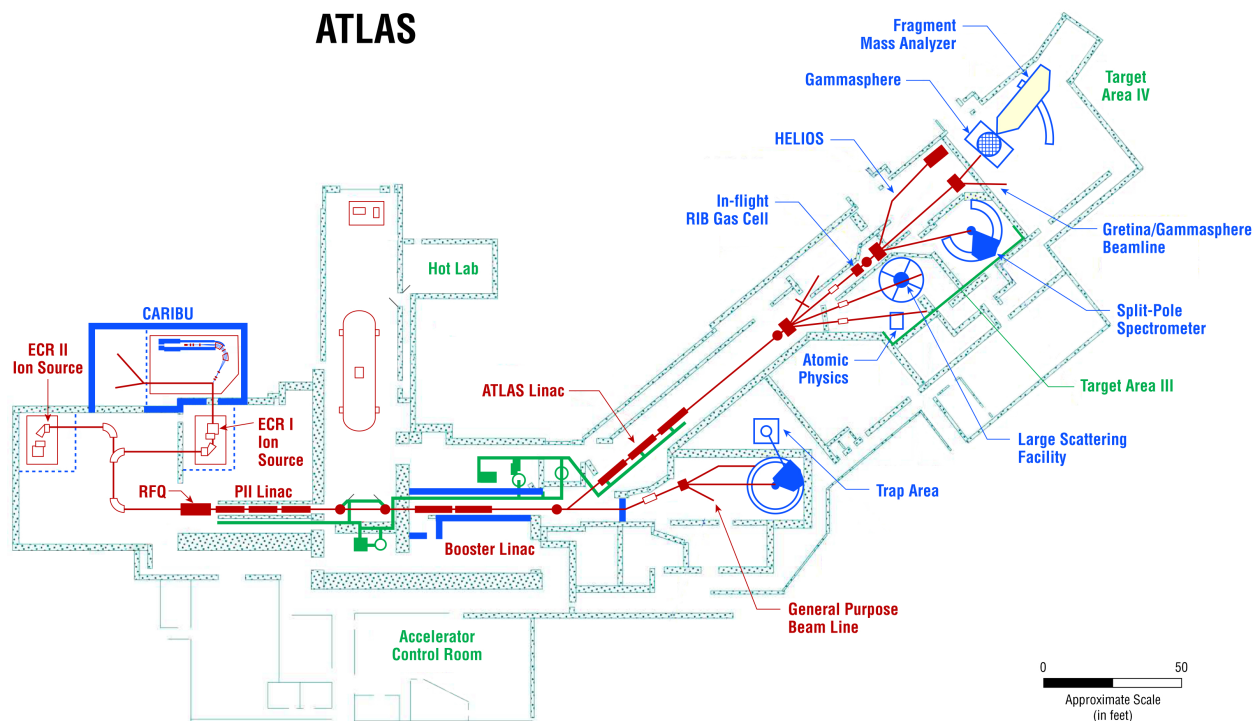 ATLAS
Fragment
Mass Analyzer
Gammasphere
Target
Area IV
HELIOS
In-flight
RIB Gas Cell
Gretina/Gammasphere
Beamline
Hot Lab
CARIBU
Split-Pole
Spectrometer
ECR II
Ion Source
Atomic
Physics
ATLAS Linac
Target Area III
ECR I
Ion
Source
Large Scattering
Facility
RFQ
PII Linac
Trap Area
Booster Linac
General Purpose
Beam Line
Accelerator
Control Room
0
50
Approximate Scale
(in feet)